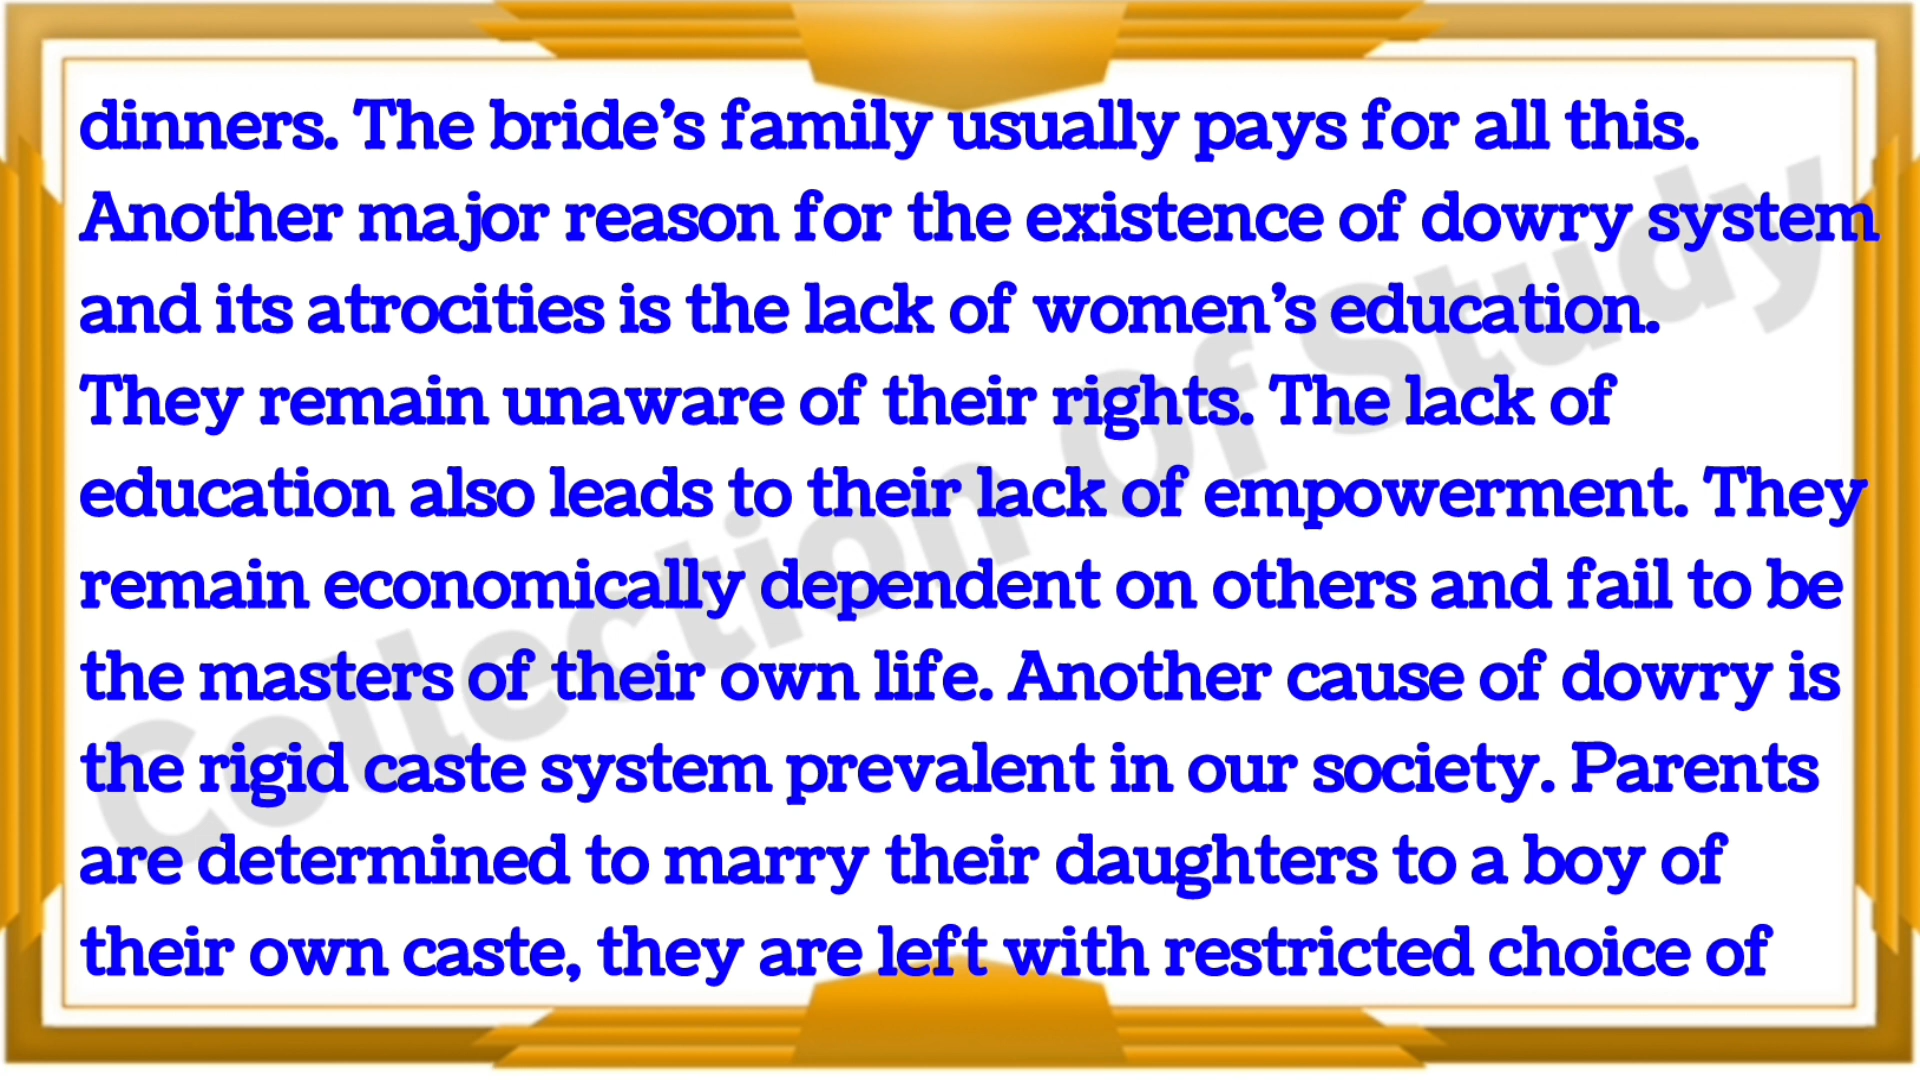 dinners. The bride’s family usually pays for all this.
Another major reason for the existence of dowry system
and its atrocities is the lack of women’s education.
They remain unaware of their rights. The lack of
education also leads to their lack of empowerment. They
remain economically dependent on others and fail to be
the masters of their own life. Another cause of dowry is
the rigid caste system prevalent in our society. Parents
are determined to marry their daughters to a boy of
their own caste, they are left with restricted choice of
Collection Of Study